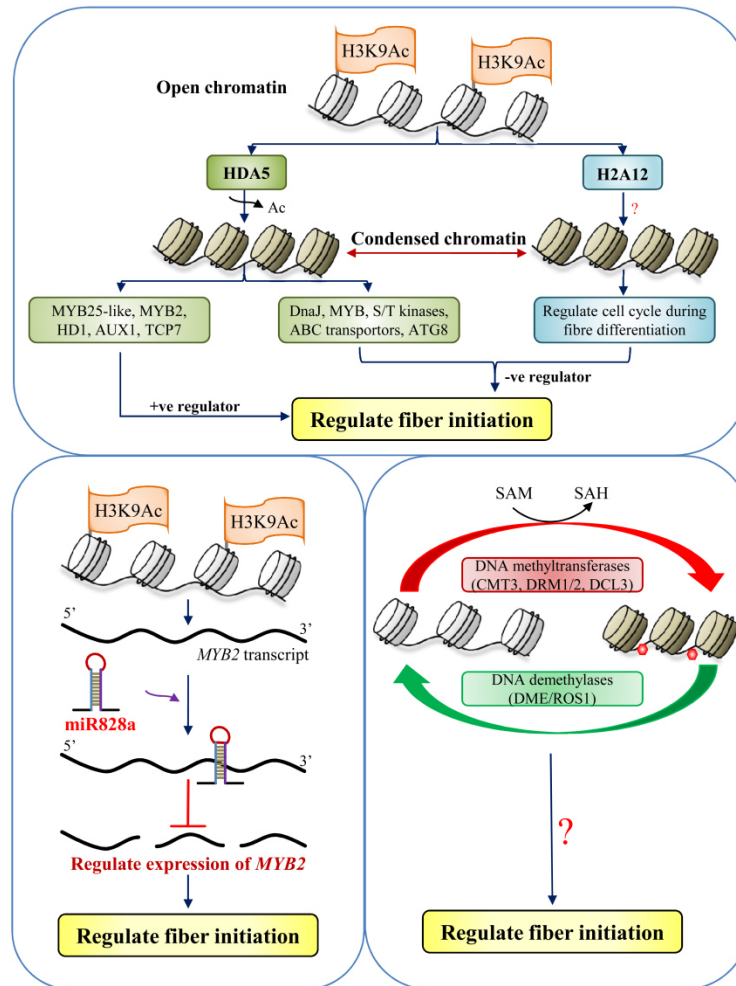 H3K9Ac
H3K9Ac
Open chromatin
HDA5
H2A12
Ac
?
Condensed chromatin
MYB25-like, MYB2,
HD1, AUX1, TCP7
DnaJ, MYB, S/T kinases,
ABC transportors, ATG8
Regulate cell cycle during
fibre differentiation
+ve regulator
-ve regulator
Regulate fiber initiation
H3K9Ac
H3K9Ac
5’
3’
MYB2 transcript
miR828a
5’
3’
Regulate expression of MYB2
Regulate fiber initiation
SAM
SAH
DNA methyltransferases
(CMT3, DRM1/2, DCL3)
DNA demethylases
(DME/ROS1)
?
Regulate fiber initiation